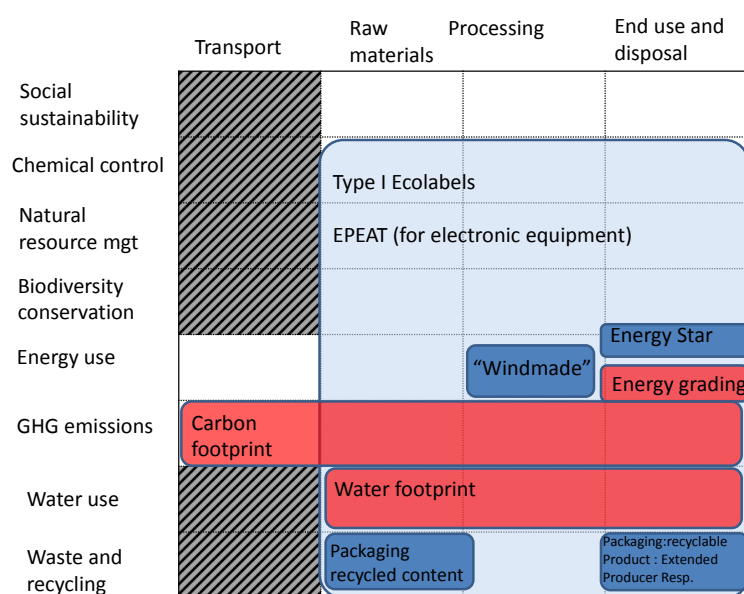 Transport
Raw
materials
Processing
End use and
disposal
Social
sustainability
Chemical control
Type I Ecolabels
Natural
resource mgt
EPEAT (for electronic equipment)
Biodiversity
conservation
Energy Star
Energy use
"Windmade"
Energy grading
GHG emissions
Carbon
footprint
Water use
Water footprint
Waste and
recycling
Packaging
recycled content
Packaging:recyclable
Product : Extended
Producer Resp.